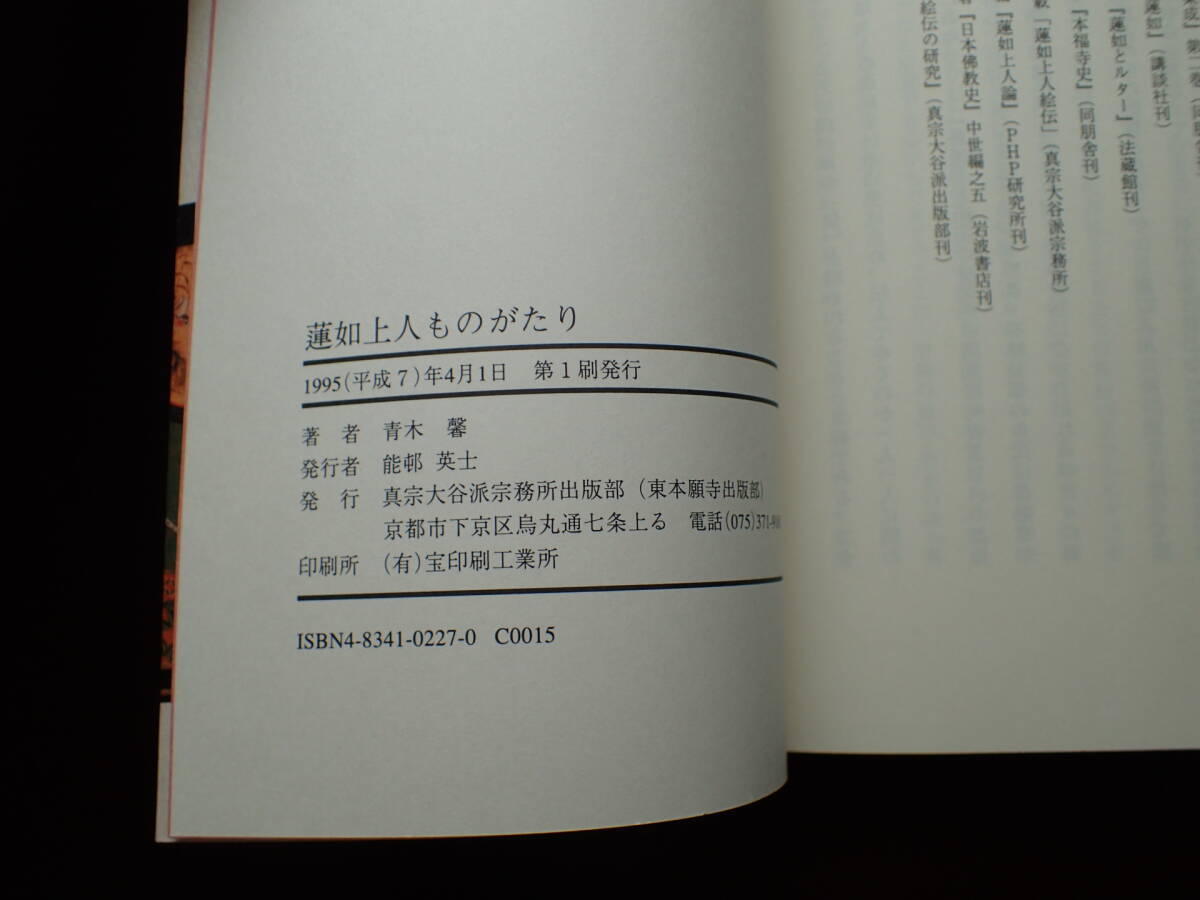 成』第二巻
蓮如』(講談社刊)
『蓮如とルター』(法蔵館刊)
『本福寺史』(同朋舎刊)
「蓮如上人絵伝」(真宗大谷派宗務所)
『蓮如上人論』(PHP研究所刊)
『日本佛教史』中世編之五(岩波書店刊)
絵伝の研究』(真宗大谷派出版部刊)
蓮如上人ものがたり
1995(平成7)年4月1日 第1刷発行
著 者 青木 馨
発行者 能邨 英士
発 行 真宗大谷派宗務所出版部(東本願寺出版部)
京都市下京区烏丸通七条上る 電話(075)371-
印刷所 (有)宝印刷工業所
ISBN4-8341-0227-0 C0015